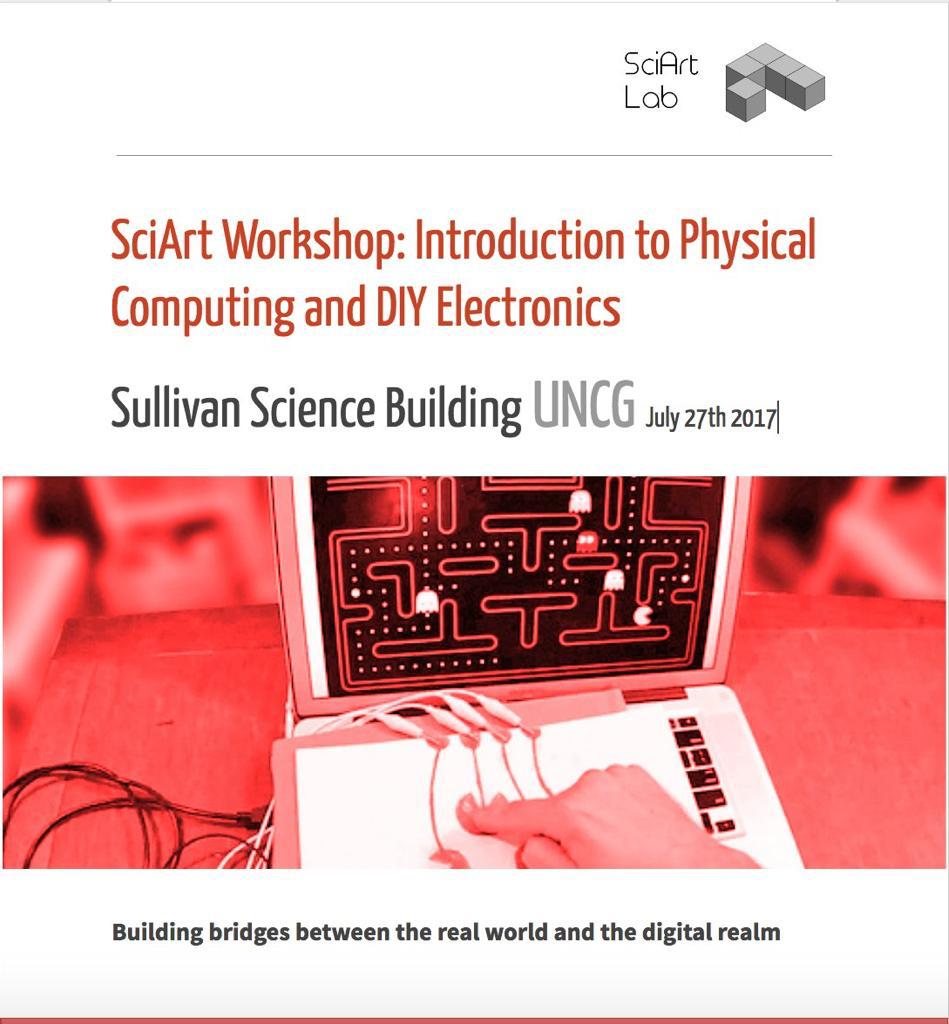 SciArt
Lab
SciArt Workshop: Introduction to Physical
Computing and DIY Electronics
Sullivan Science Building UNCG July 27th 2017
Building bridges between the real world and the digital realm